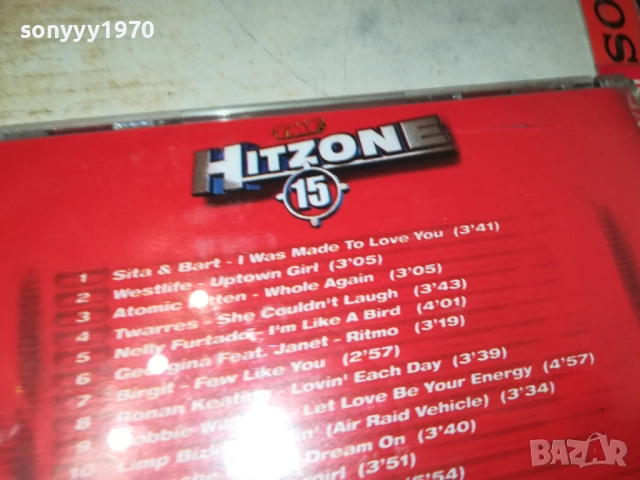 sonyyy1970
SO
TMF
HITZONE
15
1 Sita & Bart - I Was Made To Love You (3'41)
2 Westlife - Uptown Girl (3'05)
3 Atomic Kitten - Whole Again (3'05)
4 Twarres - She Couldn't Laugh (3'43)
5 Nelly Furtado - I'm Like A Bird (4'01)
6 Georgina Feat. Janet - Ritmo (3'19)
7 Birgit - Few Like You (2'57)
8 Ronan Keating - Lovin' Each Day (3'39)
9 Let Love Be Your Energy (4'57)
10 Limp (Air Raid Vehicle) (3'34)
Dream On (3'40)
(3'51)
5'54)
BAZAR